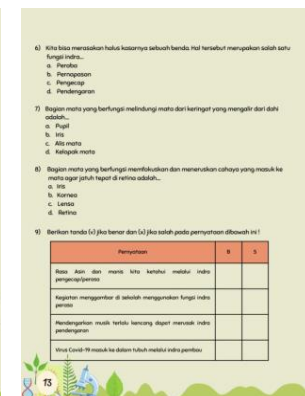 6) Kita bisa merasakan halus kasarnya sebuah benda. Hal tersebut merupakan salah satu
fungsi indra...
a. Peraba
b. Pernapasan
c. Pengecap
d. Pendengaran
7) Bagian mata yang berfungsi melindungi mata dari keringat yang mengalir dari dahi
adalah...
a. Pupil
b. Iris
c. Alis mata
d. Kelopak mata
8) Bagian mata yang berfungsi memfokuskan dan meneruskan cahaya yang masuk ke
mata agar jatuh tepat di retina adalah...
a. Iris
b. Kornea
c. Lensa
d. Retina
9) Berikan tanda (v) jika benar dan (x) jika salah pada pernyataan dibawah ini !
Pernyataan B S
Rasa Asin dan manis kita ketahui melalui indra
pengecap/perasa
Kegiatan menggambar di sekolah menggunakan fungsi indra
perasa
Mendengarkan musik terlalu kencang dapat merusak indra
pendengaran
Virus Covid-19 masuk ke dalam tubuh melalui indra pembau
13